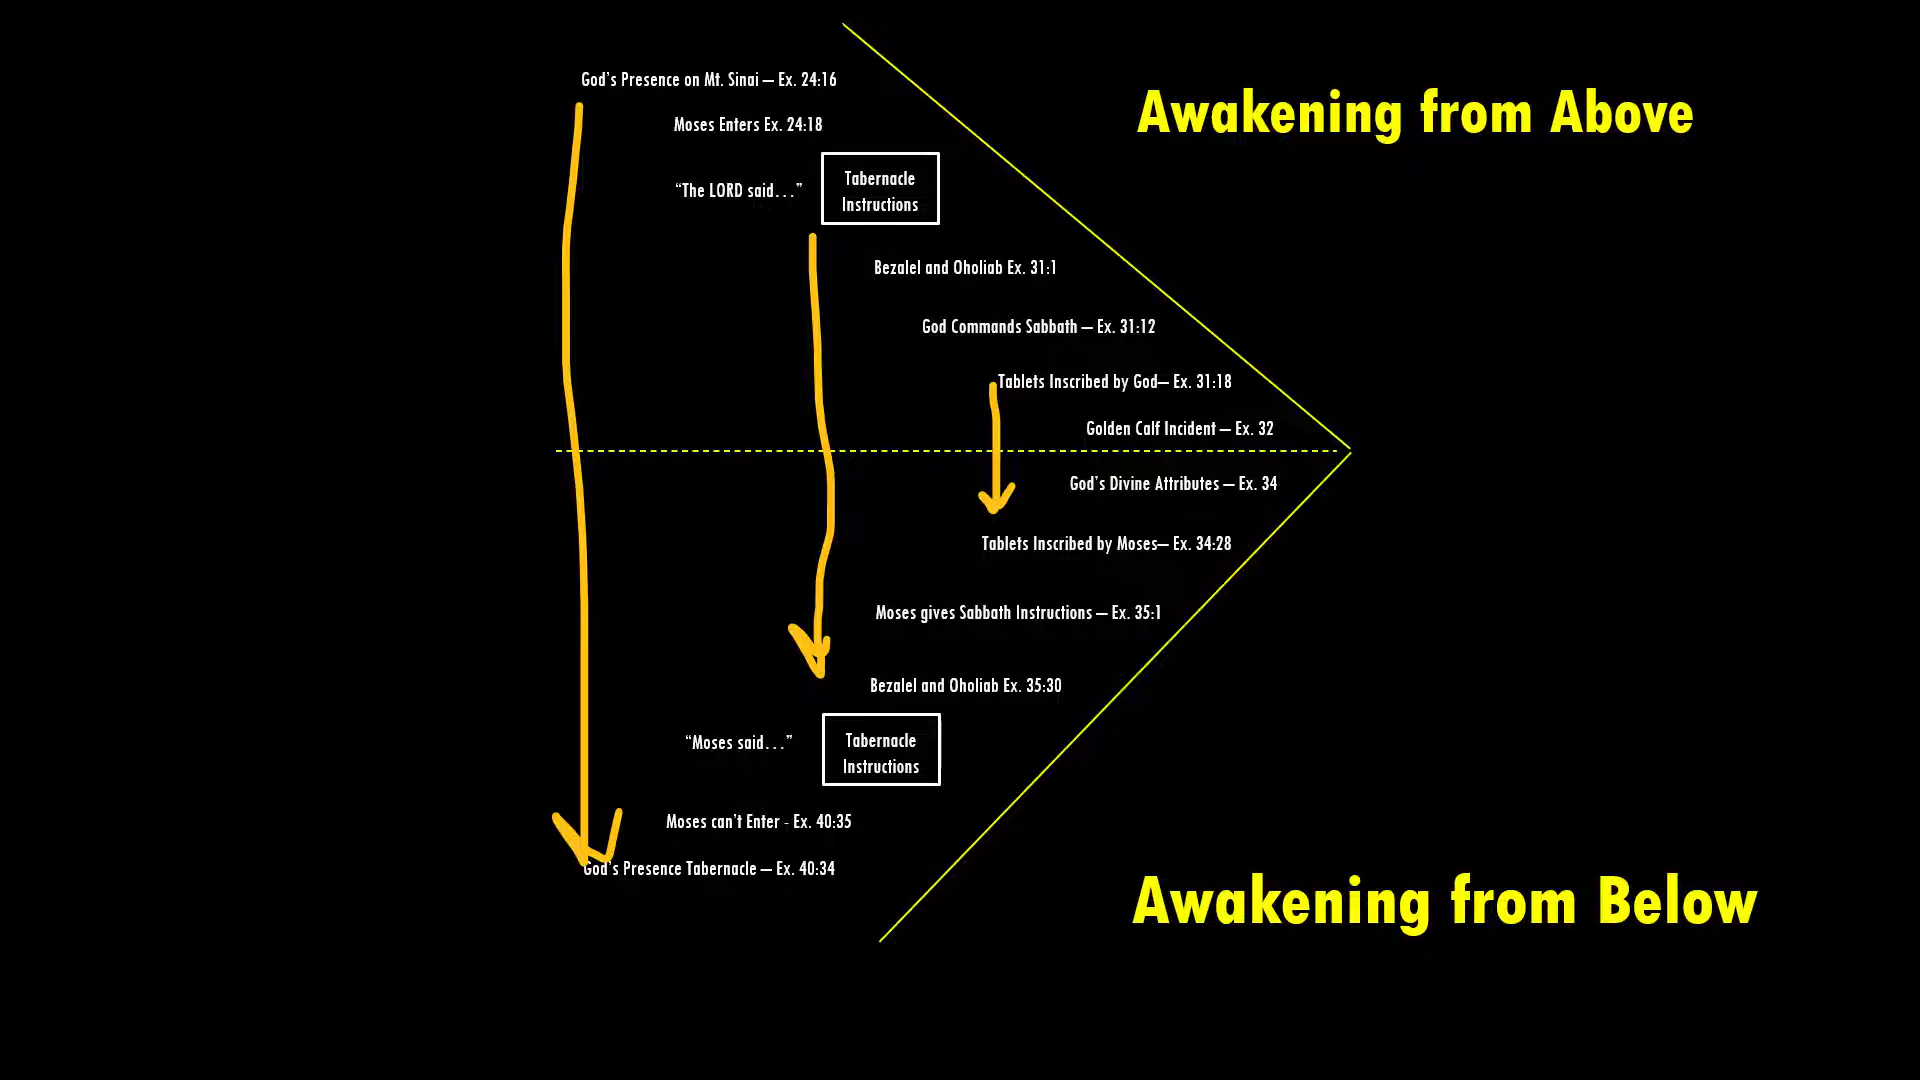 God's Presence on Mt. Sinai – Ex. 24:16
Awakening from Above
Moses Enters Ex. 24:18
“The LORD said…”
Tabernacle
Instructions
Bezalel and Oholiab Ex. 31:1
God Commands Sabbath – Ex. 31:12
Tablets Inscribed by God– Ex. 31:18
Golden Calf Incident – Ex. 32
God's Divine Attributes – Ex. 34
Tablets Inscribed by Moses– Ex. 34:28
Moses gives Sabbath Instructions – Ex. 35:1
Bezalel and Oholiab Ex. 35:30
“Moses said…”
Tabernacle
Instructions
Moses can't Enter - Ex. 40:35
God's Presence Tabernacle – Ex. 40:34
Awakening from Below